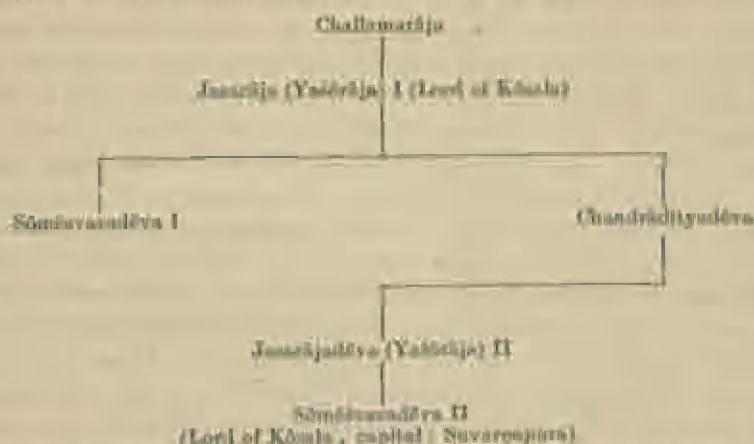 Challamarāja
Jasarāja (Yaśōrāja) I (Lord of Kōsala)
Sōmēśvaradēva I
Chandrādityadēva
Jasarājadēva (Yaśōrāja) II
Sōmēśvaradēva II
(Lord of Kōsala, capital : Suvarṇapura)